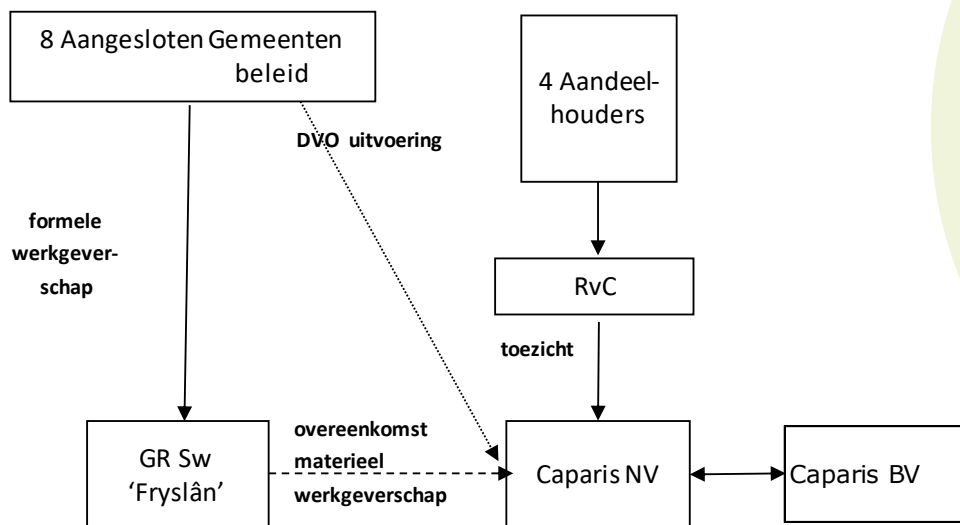 8 Aangesloten Gemeenten
beleid
4 Aandeel-
houders
DVO uitvoering
formele
werkgever-
schap
RvC
toezicht
overeenkomst
materieel
werkgeverschap
GR Sw
‘Fryslân’
Caparis NV
Caparis BV